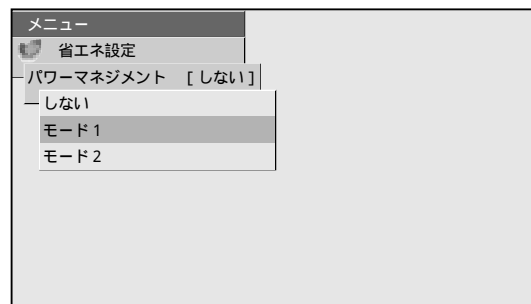 メニュー
省エネ設定
パワーマネジメント [しない]
しない
モード1
モード2